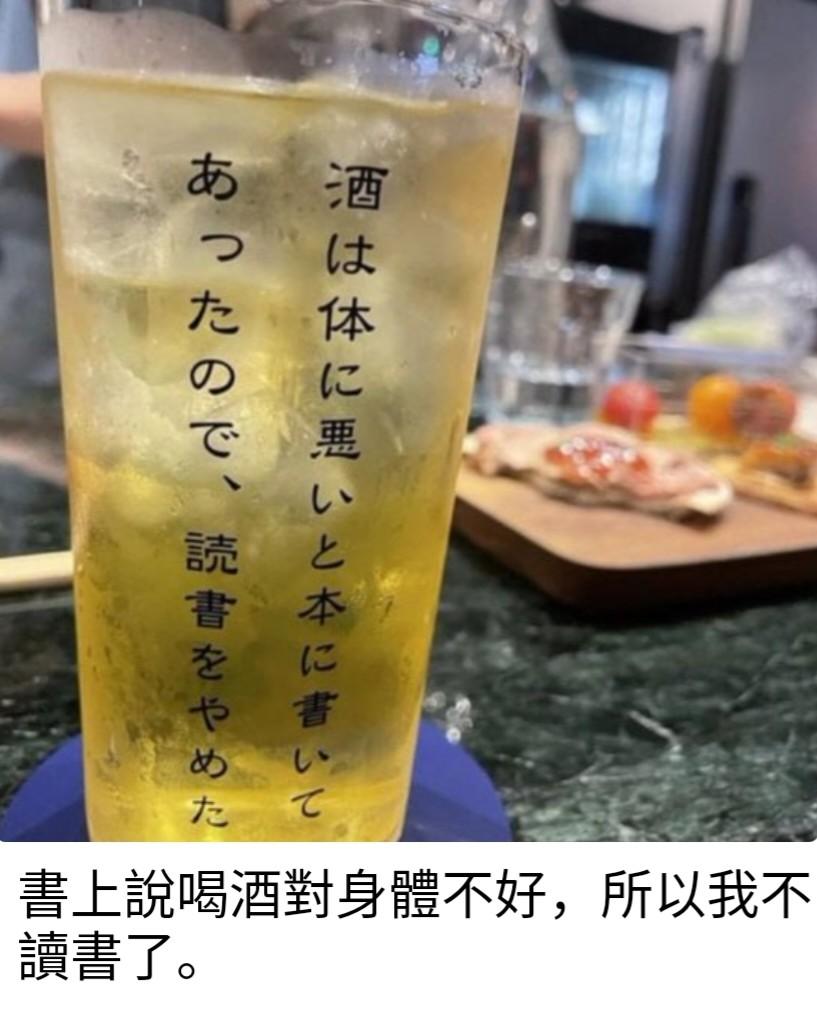 酒は体に悪いと本に書いて
あったので、読書をやめた
書上說喝酒對身體不好，所以我不
讀書了。